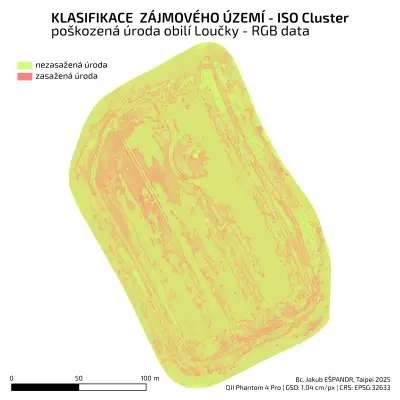 KLASIFIKACE ZÁJMOVÉHO ÚZEMÍ - ISO Cluster
poškozená úroda obilí Loučky - RGB data
nezasažená úroda
zasažená úroda
0 50 100 m
Bc. Jakub EŠPANDR, Taipei 2025
DJI Phantom 4 Pro | GSD: 1.04 cm/px | CRS: EPSG:32633